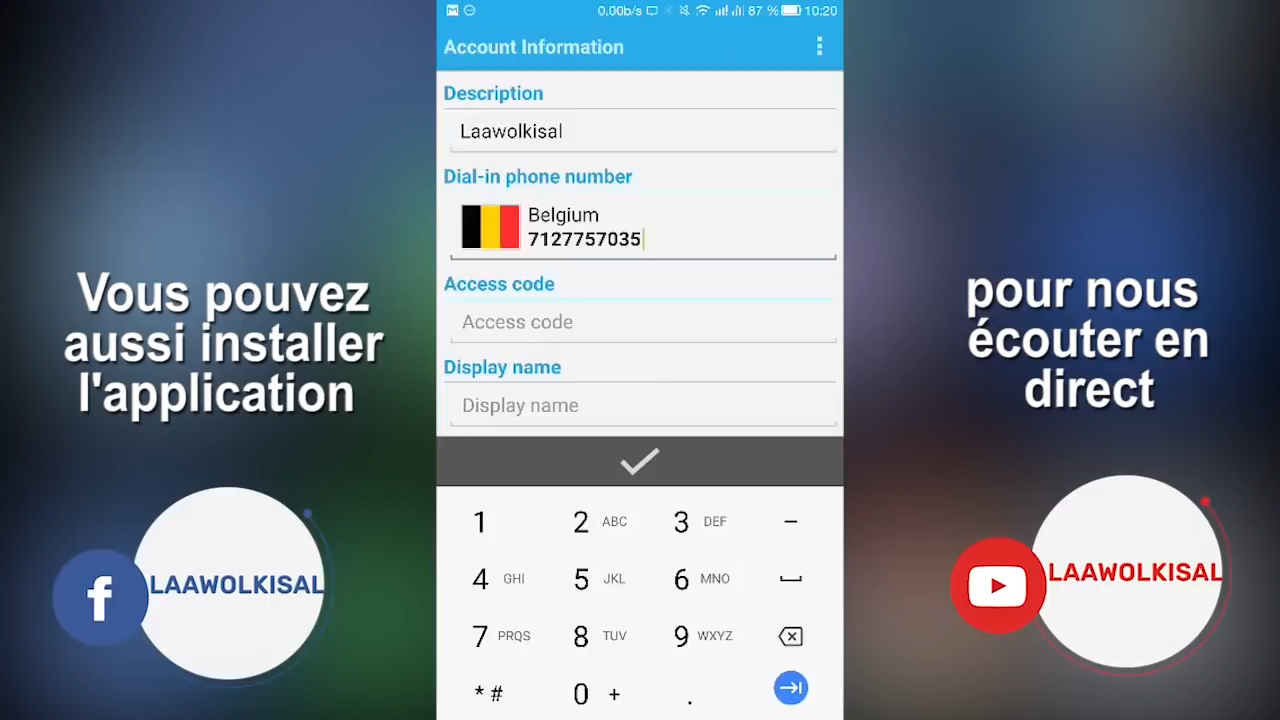 0,00b/s 87 % 10:20
Account Information
Description
Laawolkisal
Dial-in phone number
Belgium
7127757035
Access code
Access code
Display name
Display name
Vous pouvez
aussi installer
l'application
pour nous
écouter en
direct
f
LAAWOLKISAL
LAAWOLKISAL
1 2 ABC 3 DEF –
4 GHI 5 JKL 6 MNO
7 PRQS 8 TUV 9 WXYZ
* # 0 + .